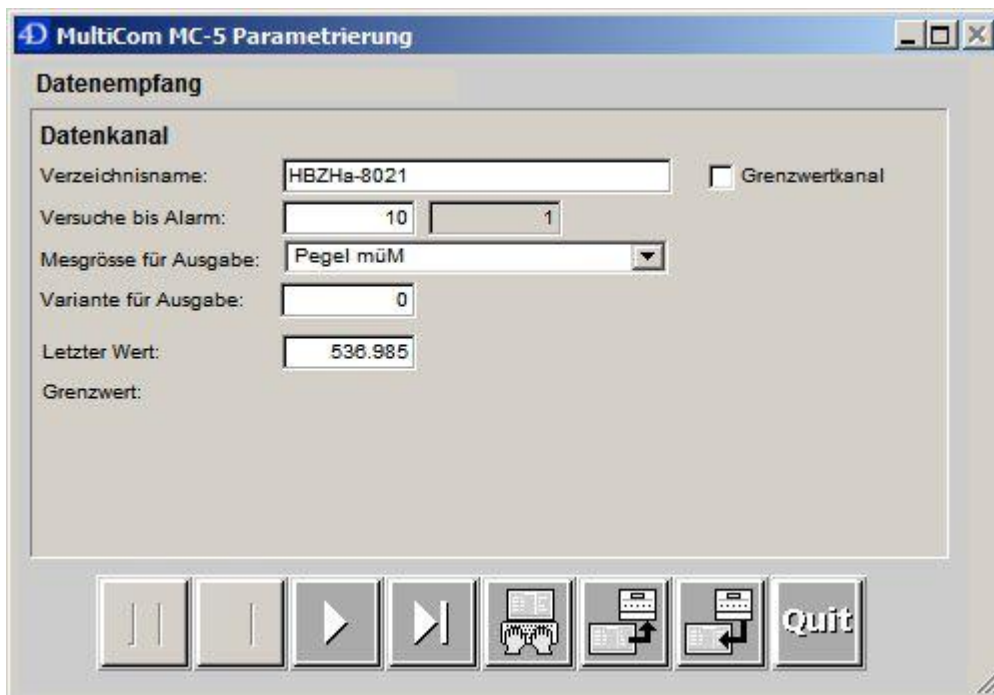 4D MultiCom MC-5 Parametrierung
Datenempfang
Datenkanal
Verzeichnisname: HBZHa-8021 Grenzwertkanal
Versuche bis Alarm: 10 1
Mesgrösse für Ausgabe: Pegel müM
Variante für Ausgabe: 0
Letzter Wert: 536.985
Grenzwert:
Quit